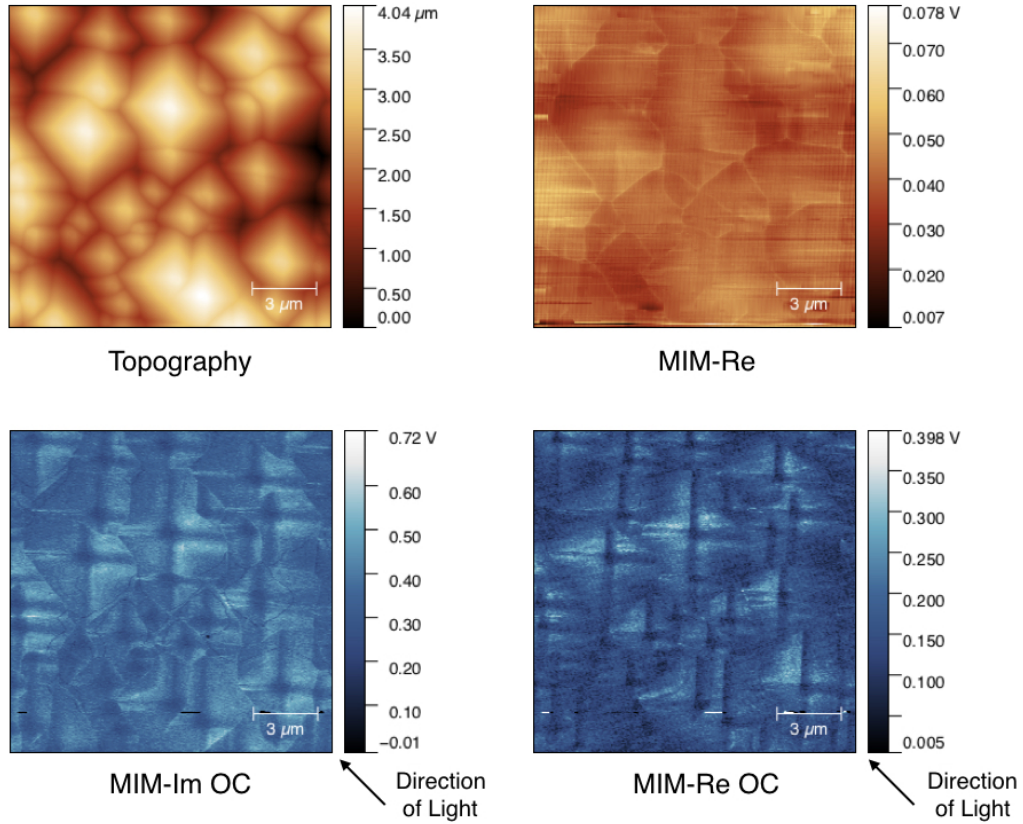 4.04 µm
3.50
3.00
2.50
2.00
1.50
1.00
0.50
0.00
3 µm
Topography
0.078 V
0.070
0.060
0.050
0.040
0.030
0.020
0.007
3 µm
MIM-Re
0.72 V
0.60
0.50
0.40
0.30
0.20
0.10
−0.01
3 µm
MIM-Im OC
Direction
of Light
0.398 V
0.350
0.300
0.250
0.200
0.150
0.100
0.005
3 µm
MIM-Re OC
Direction
of Light